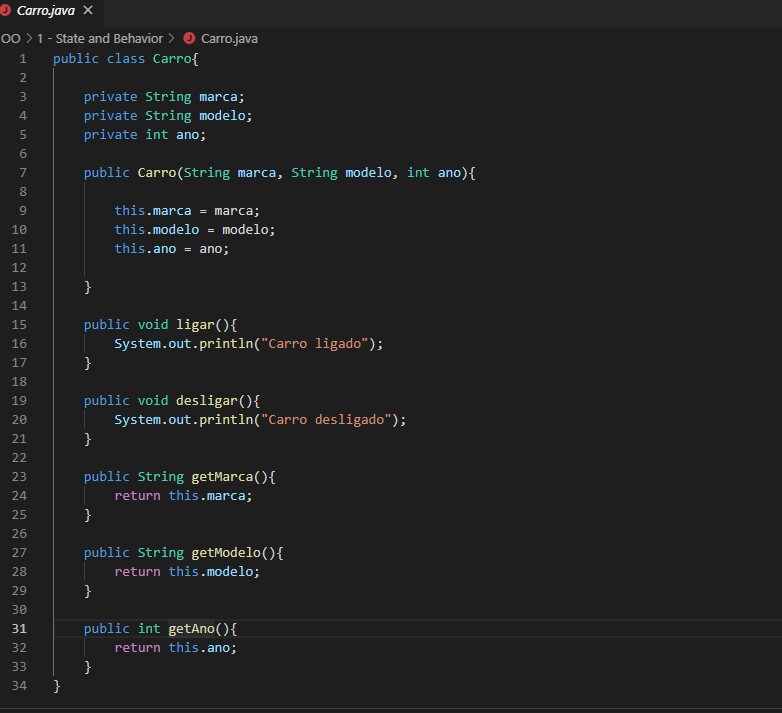 Carro.java ×
OO > 1 - State and Behavior > Carro.java
1 public class Carro{
2
3 private String marca;
4 private String modelo;
5 private int ano;
6
7 public Carro(String marca, String modelo, int ano){
8
9 this.marca = marca;
10 this.modelo = modelo;
11 this.ano = ano;
12
13 }
14
15 public void ligar(){
16 System.out.println("Carro ligado");
17 }
18
19 public void desligar(){
20 System.out.println("Carro desligado");
21 }
22
23 public String getMarca(){
24 return this.marca;
25 }
26
27 public String getModelo(){
28 return this.modelo;
29 }
30
31 public int getAno(){
32 return this.ano;
33 }
34 }